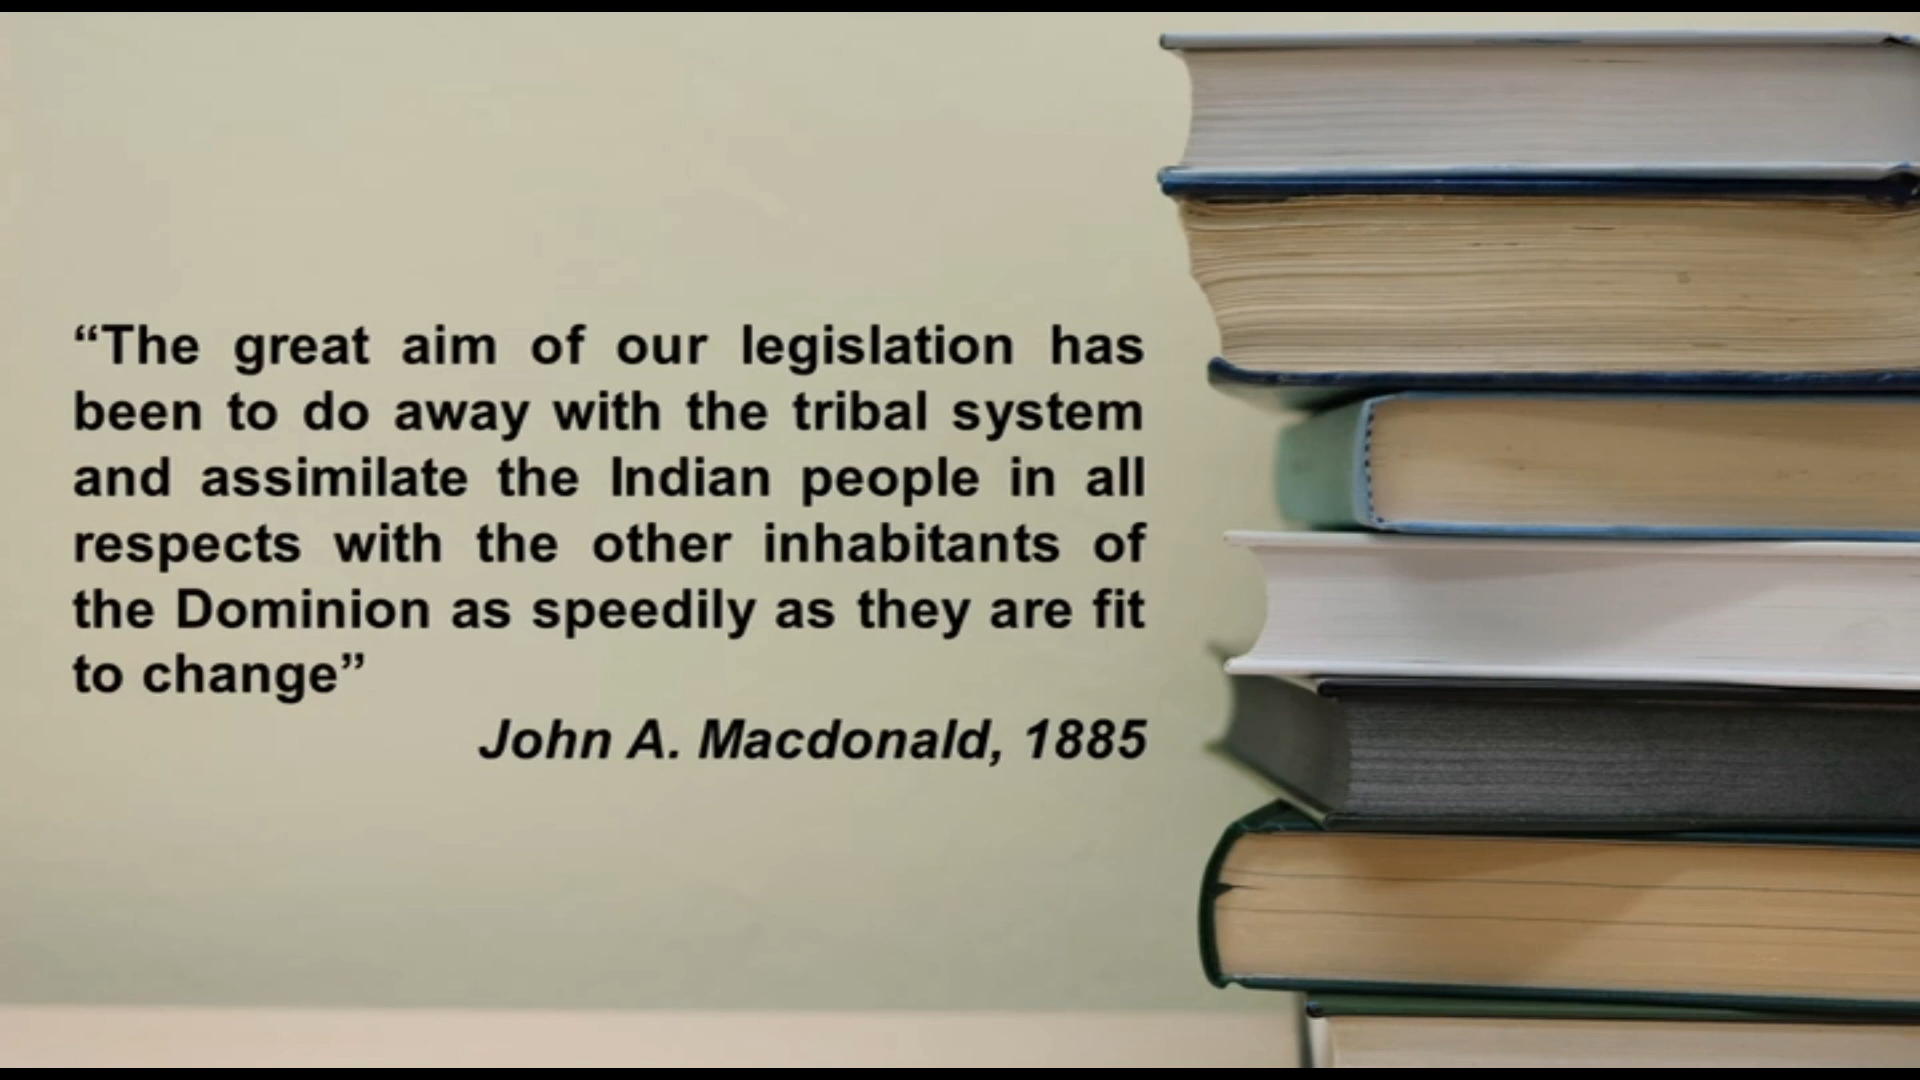 “The great aim of our legislation has
been to do away with the tribal system
and assimilate the Indian people in all
respects with the other inhabitants of
the Dominion as speedily as they are fit
to change”
John A. Macdonald, 1885